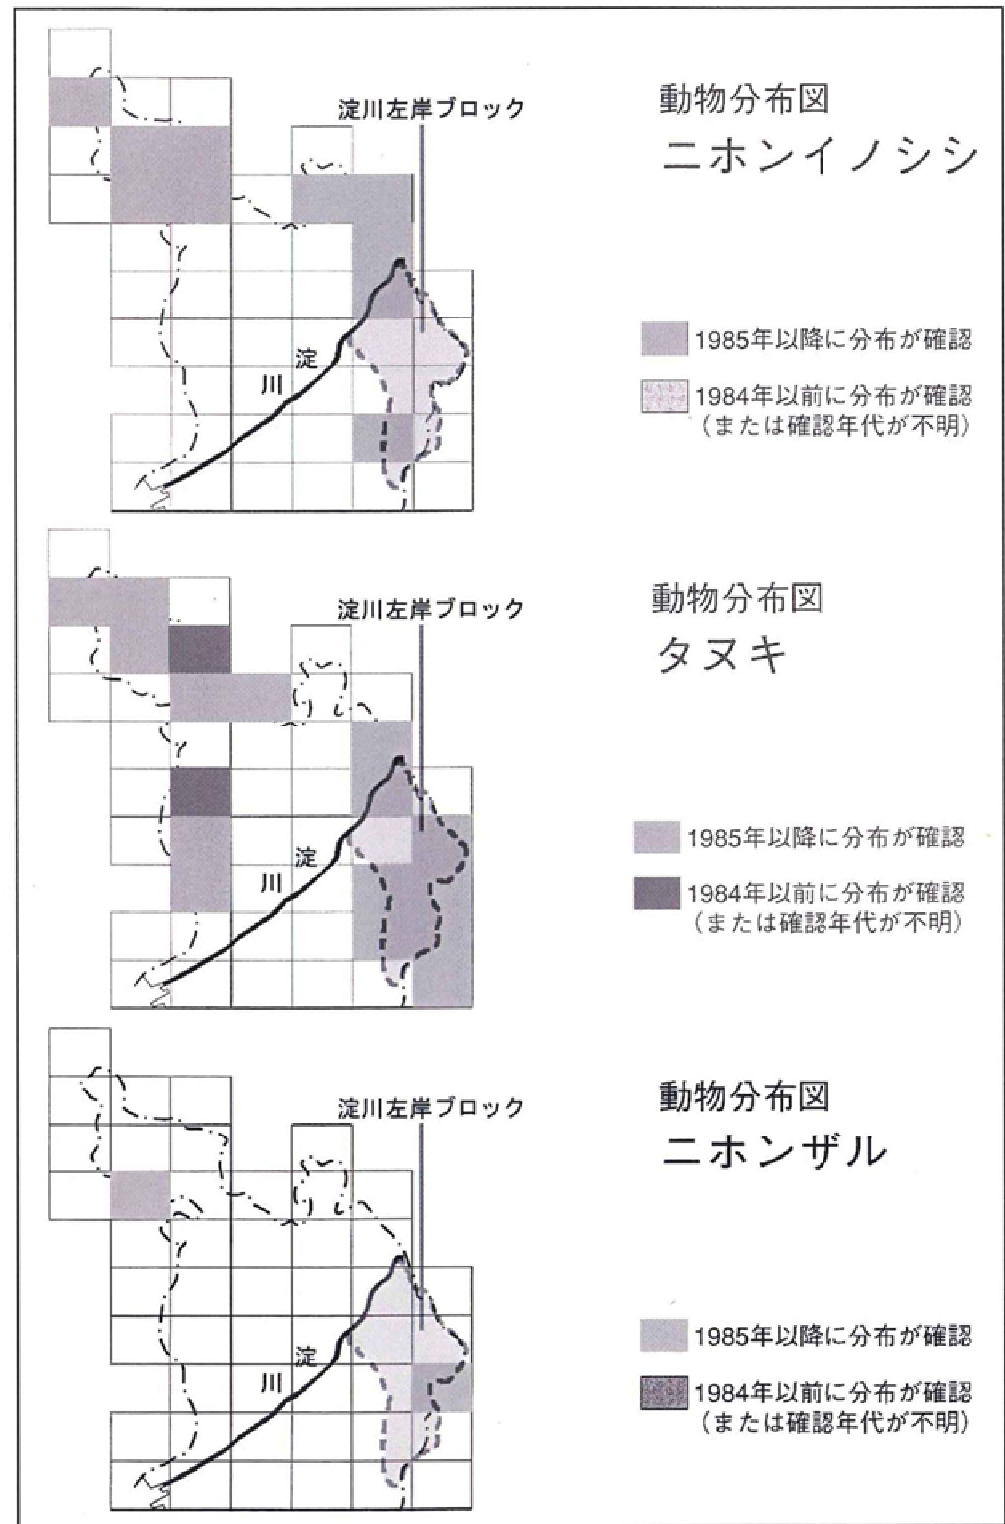 動物分布図
ニホンイノシシ
淀川左岸ブロック
淀
川
1985年以降に分布が確認
1984年以前に分布が確認
（または確認年代が不明）
動物分布図
タヌキ
淀川左岸ブロック
淀
川
1985年以降に分布が確認
1984年以前に分布が確認
（または確認年代が不明）
動物分布図
ニホンザル
淀川左岸ブロック
淀
川
1985年以降に分布が確認
1984年以前に分布が確認
（または確認年代が不明）